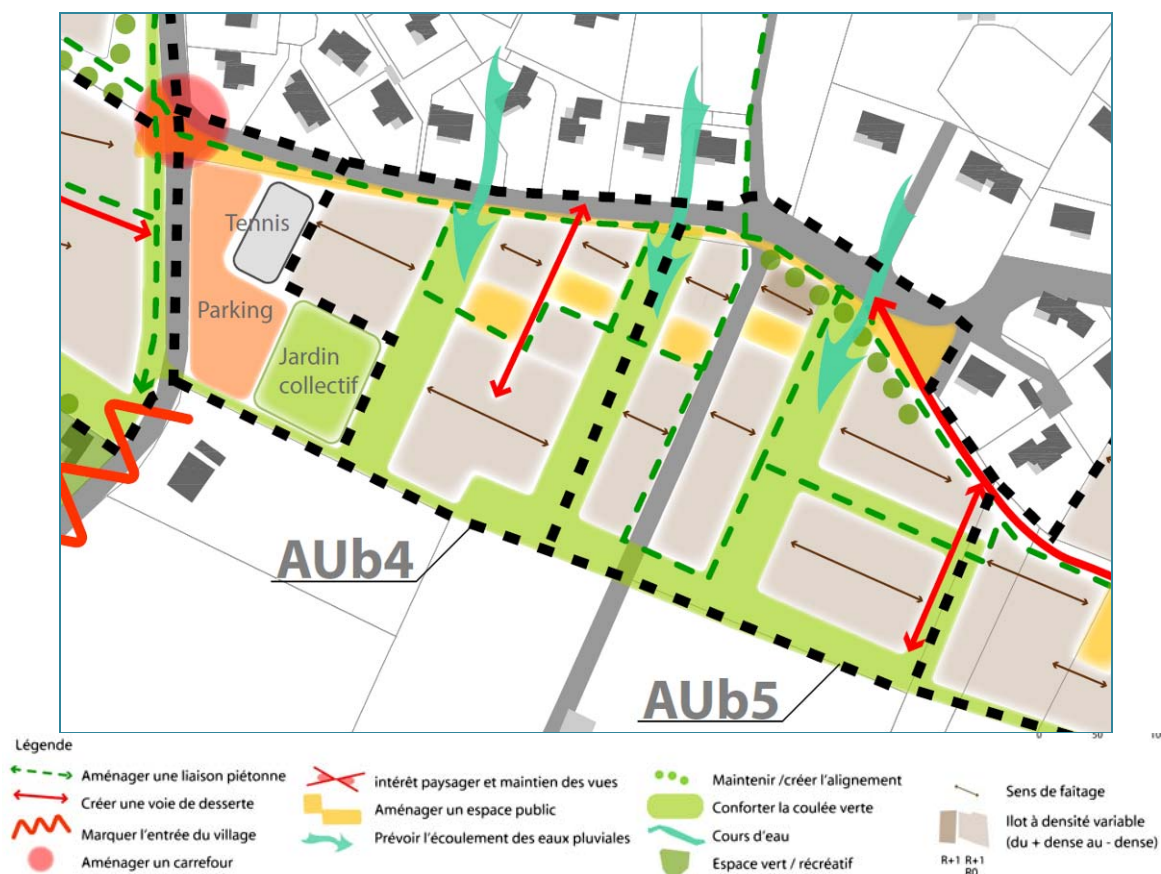 Tennis
Parking
Jardin
collectif
AUb4
AUb5
0 50 10
Légende
Aménager une liaison piétonne
Créer une voie de desserte
Marquer l'entrée du village
Aménager un carrefour
intérêt paysager et maintien des vues
Aménager un espace public
Prévoir l'écoulement des eaux pluviales
Maintenir /créer l'alignement
Conforter la coulée verte
Cours d'eau
Espace vert / récréatif
Sens de faîtage
Ilot à densité variable
(du + dense au - dense)
R+1 R+1
R0